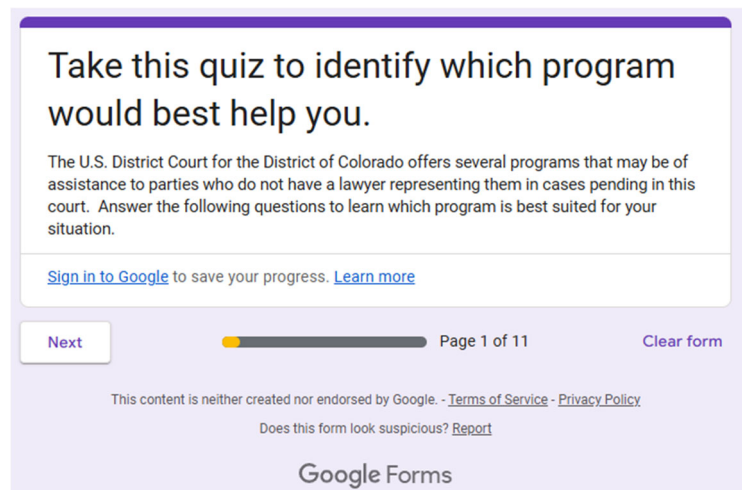 Take this quiz to identify which program
would best help you.
The U.S. District Court for the District of Colorado offers several programs that may be of
assistance to parties who do not have a lawyer representing them in cases pending in this
court.  Answer the following questions to learn which program is best suited for your
situation.
Sign in to Google to save your progress. Learn more
Next Page 1 of 11 Clear form
This content is neither created nor endorsed by Google. - Terms of Service - Privacy Policy
Does this form look suspicious? Report
Google Forms